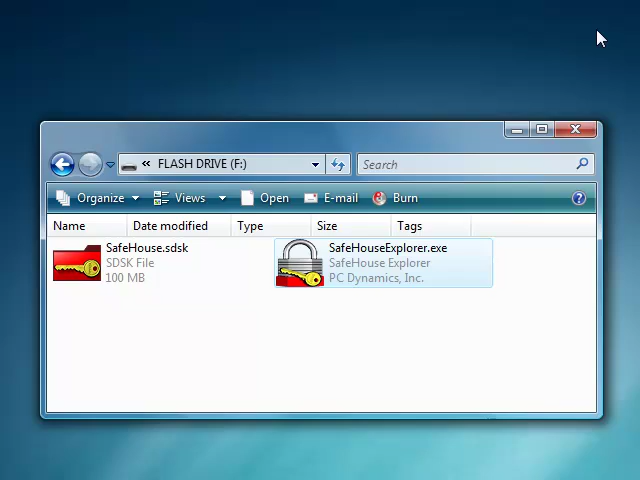 « FLASH DRIVE (F:)
Search
Organize Views Open E-mail Burn ?
Name Date modified Type Size Tags
SafeHouse.sdsk
SDSK File
100 MB
SafeHouseExplorer.exe
SafeHouse Explorer
PC Dynamics, Inc.